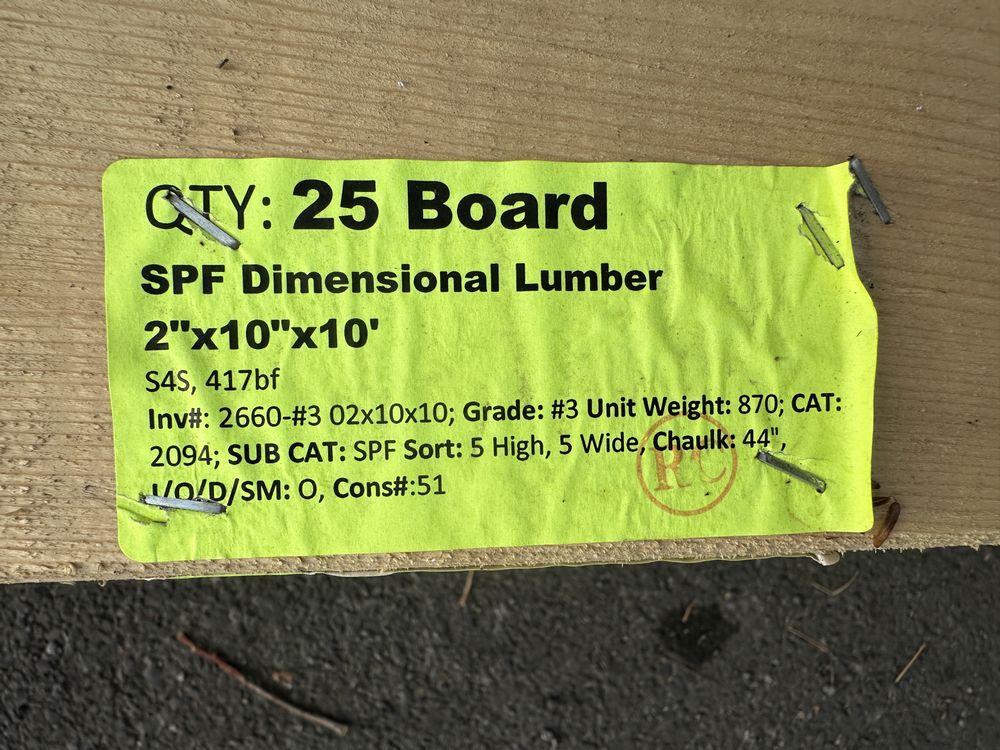 QTY: 25 Board
SPF Dimensional Lumber
2"x10"x10'
S4S, 417bf
Inv#: 2660-#3 02x10x10; Grade: #3 Unit Weight: 870; CAT:
2094; SUB CAT: SPF Sort: 5 High, 5 Wide, Chaulk: 44",
I/O/D/SM: O, Cons#:51
RC